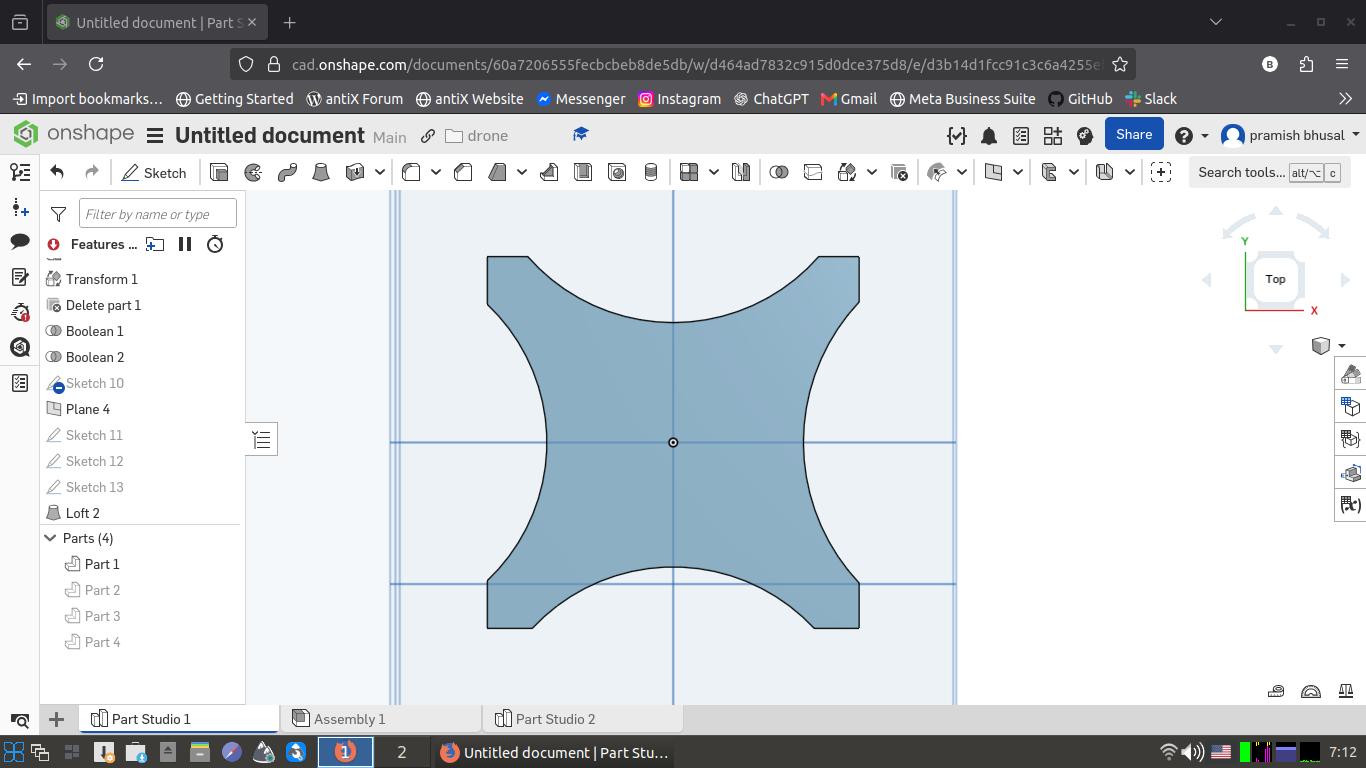 Untitled document | Part S
cad.onshape.com/documents/60a7206555fecbcbeb8de5db/w/d464ad7832c915d0dce375d8/e/d3b14d1fcc91c3c6a4255e
B
Import bookmarks... Getting Started antiX Forum antiX Website Messenger Instagram ChatGPT Gmail Meta Business Suite GitHub Slack
onshape Untitled document Main drone Share pramish bhusal
Sketch Search tools... alt/⌥ c
Filter by name or type
Features ...
Transform 1
Delete part 1
Boolean 1
Boolean 2
Sketch 10
Plane 4
Sketch 11
Sketch 12
Sketch 13
Loft 2
Parts (4)
Part 1
Part 2
Part 3
Part 4
Y
Top
X
(x)
Part Studio 1 Assembly 1 Part Studio 2
1 2 Untitled document | Part Stu... 7:12